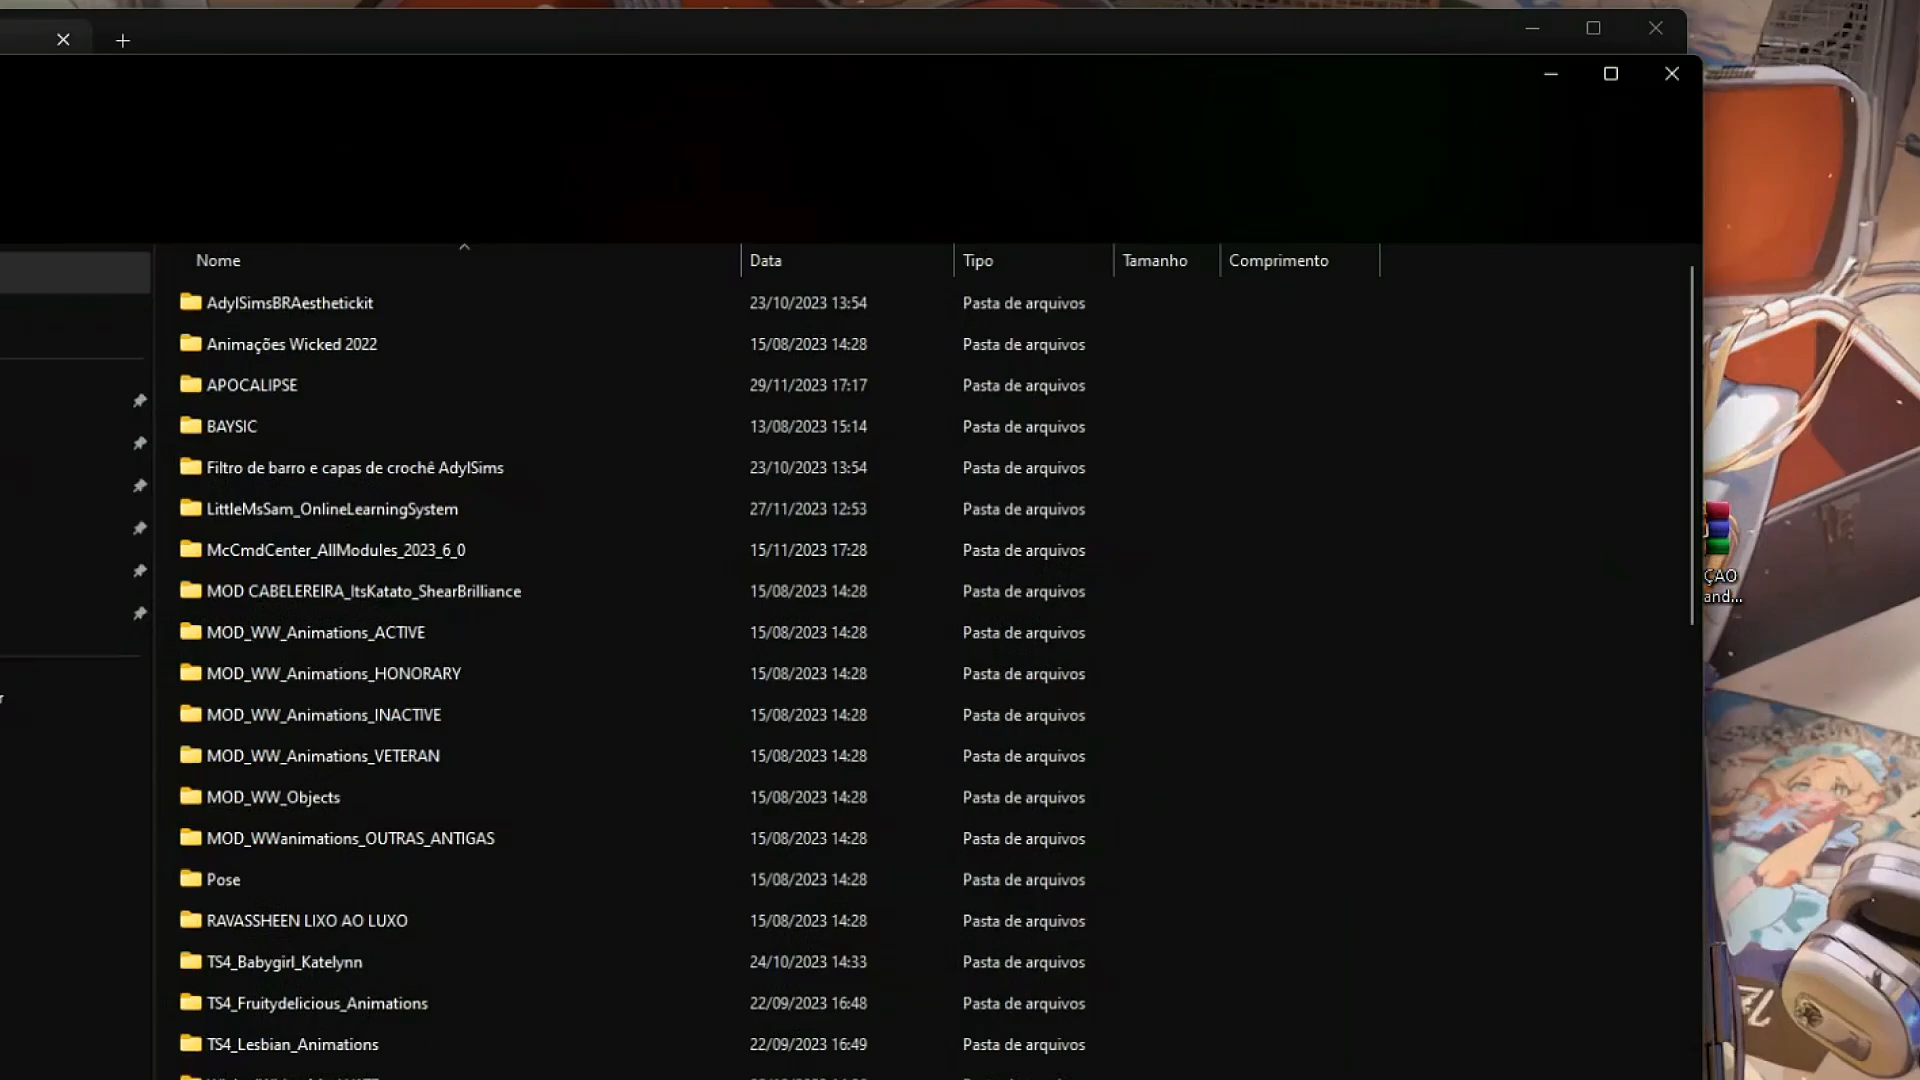 Nome Data Tipo Tamanho Comprimento
AdylSimsBRAesthetickit 23/10/2023 13:54 Pasta de arquivos
Animações Wicked 2022 15/08/2023 14:28 Pasta de arquivos
APOCALIPSE 29/11/2023 17:17 Pasta de arquivos
BAYSIC 13/08/2023 15:14 Pasta de arquivos
Filtro de barro e capas de crochê AdylSims 23/10/2023 13:54 Pasta de arquivos
LittleMsSam_OnlineLearningSystem 27/11/2023 12:53 Pasta de arquivos
McCmdCenter_AllModules_2023_6_0 15/11/2023 17:28 Pasta de arquivos
MOD CABELEREIRA_ItsKatato_ShearBrilliance 15/08/2023 14:28 Pasta de arquivos
MOD_WW_Animations_ACTIVE 15/08/2023 14:28 Pasta de arquivos
MOD_WW_Animations_HONORARY 15/08/2023 14:28 Pasta de arquivos
MOD_WW_Animations_INACTIVE 15/08/2023 14:28 Pasta de arquivos
MOD_WW_Animations_VETERAN 15/08/2023 14:28 Pasta de arquivos
MOD_WW_Objects 15/08/2023 14:28 Pasta de arquivos
MOD_WWanimations_OUTRAS_ANTIGAS 15/08/2023 14:28 Pasta de arquivos
Pose 15/08/2023 14:28 Pasta de arquivos
RAVASSHEEN LIXO AO LUXO 15/08/2023 14:28 Pasta de arquivos
TS4_Babygirl_Katelynn 24/10/2023 14:33 Pasta de arquivos
TS4_Fruitydelicious_Animations 22/09/2023 16:48 Pasta de arquivos
TS4_Lesbian_Animations 22/09/2023 16:49 Pasta de arquivos
ÇAO
and...